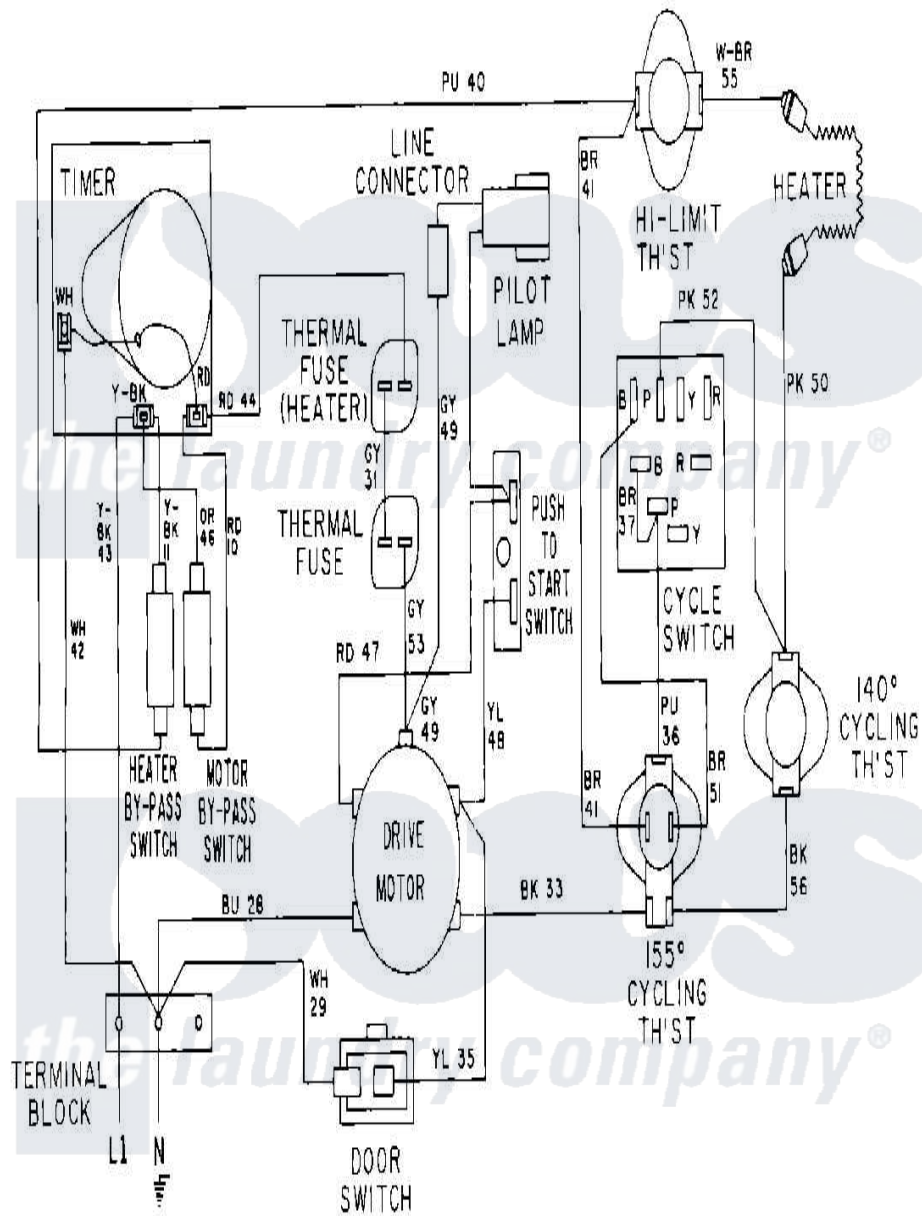 PU 40
W-BR
55
TIMER
LINE
CONNECTOR
BR
41
HI-LIMIT
TH'ST
HEATER
WH
PILOT
LAMP
PK 52
Y-BK
RD
RD 44
THERMAL
FUSE
(HEATER)
GY
49
B
P
Y
R
PK 50
the laundry company®
GY
31
B
R
BR
37
P
Y
Y-
BK
43
Y-
BK
11
OR
46
RD
10
THERMAL
FUSE
PUSH
TO
START
SWITCH
CYCLE
SWITCH
WH
42
GY
53
RD 47
GY
49
YL
48
PU
36
BR
51
140°
CYCLING
TH'ST
HEATER
BY-PASS
SWITCH
MOTOR
BY-PASS
SWITCH
BR
41
DRIVE
MOTOR
BU 28
BK 33
BK
56
155°
CYCLING
TH'ST
WH
29
YL 35
the laundry company®
TERMINAL
BLOCK
L1
N
DOOR
SWITCH